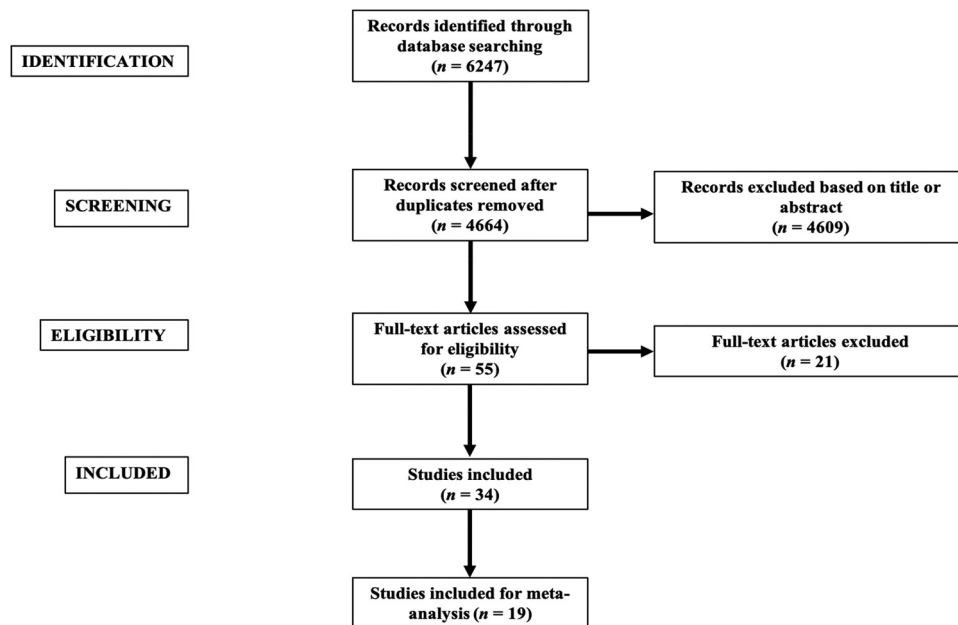 IDENTIFICATION
Records identified through
database searching
(n = 6247)
SCREENING
Records screened after
duplicates removed
(n = 4664)
Records excluded based on title or
abstract
(n = 4609)
ELIGIBILITY
Full-text articles assessed
for eligibility
(n = 55)
Full-text articles excluded
(n = 21)
INCLUDED
Studies included
(n = 34)
Studies included for meta-
analysis (n = 19)